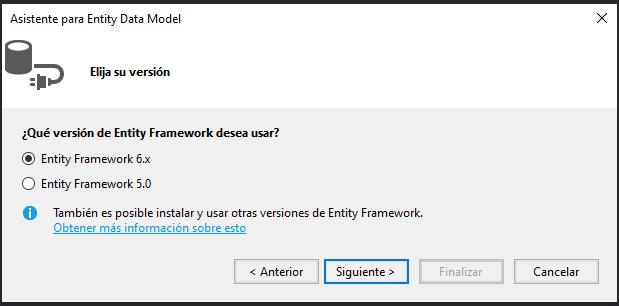 Asistente para Entity Data Model
Elija su versión
¿Qué versión de Entity Framework desea usar?
Entity Framework 6.x
Entity Framework 5.0
También es posible instalar y usar otras versiones de Entity Framework.
Obtener más información sobre esto
< Anterior
Siguiente >
Finalizar
Cancelar